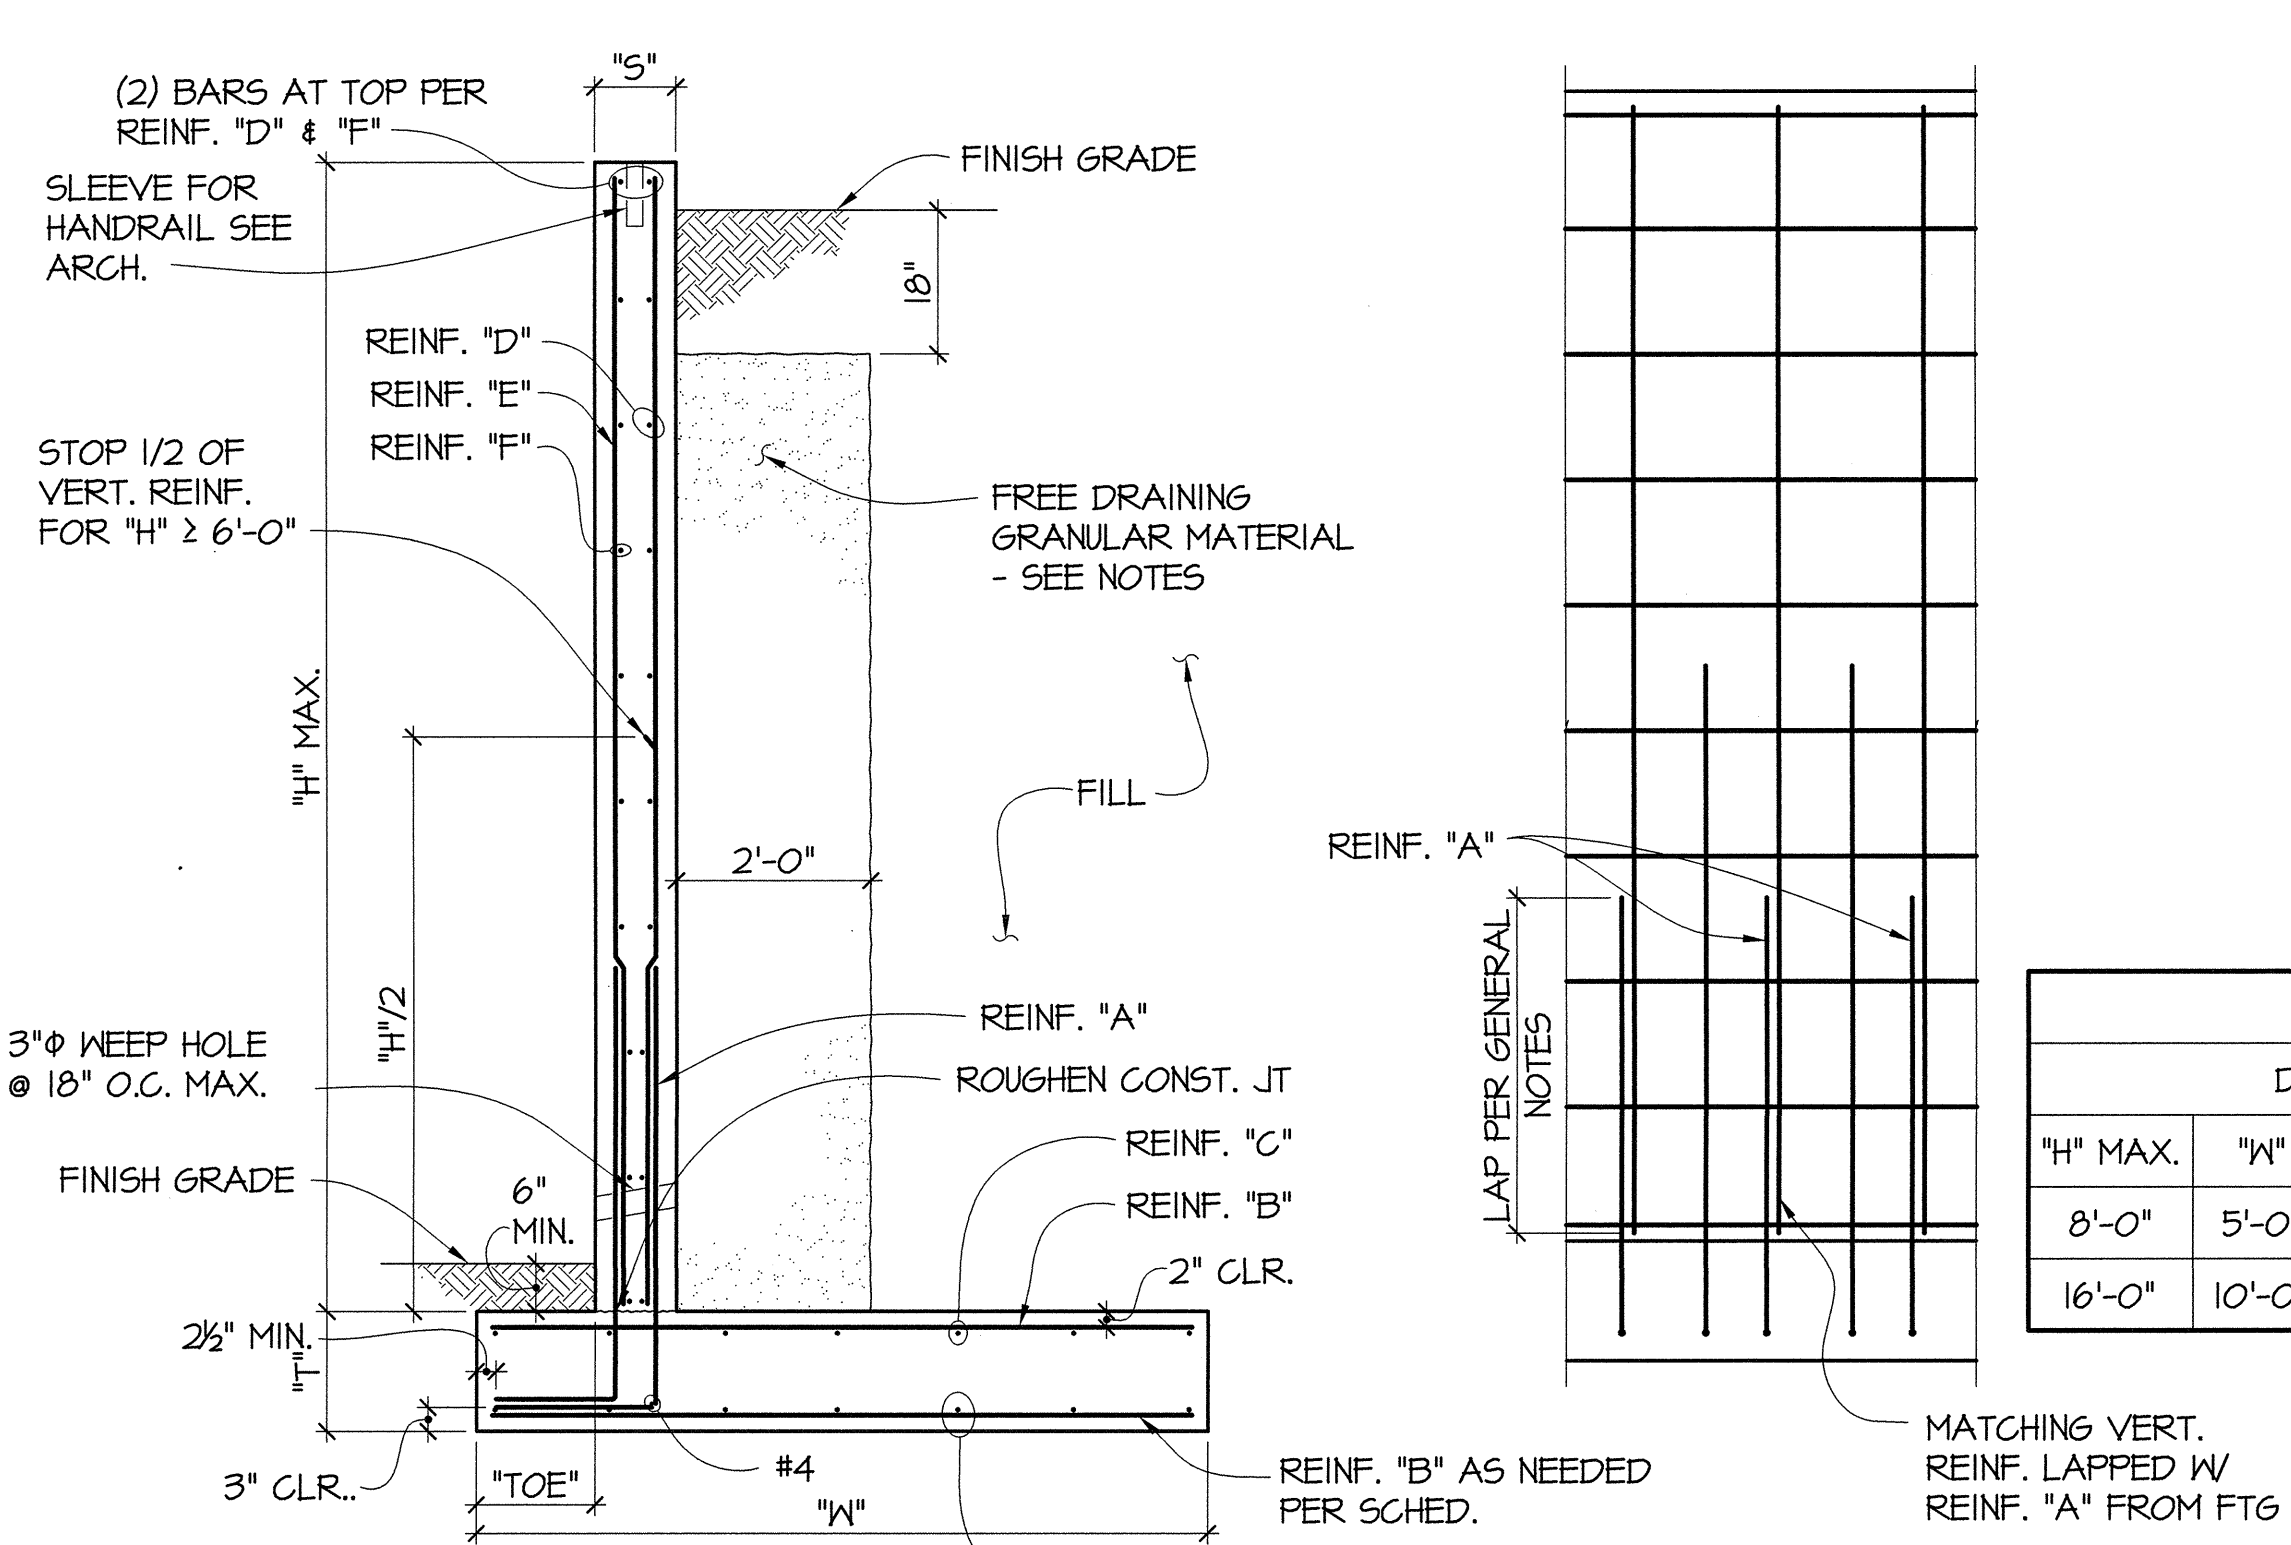 "S"
(2) BARS AT TOP PER
REINF. "D" & "F"
SLEEVE FOR
HANDRAIL SEE
ARCH.
FINISH GRADE
18"
REINF. "D"
REINF. "E"
REINF. "F"
STOP 1/2 OF
VERT. REINF.
FOR "H" ≥ 6'-0"
FREE DRAINING
GRANULAR MATERIAL
- SEE NOTES
"H" MAX.
FILL
2'-0"
"H"/2
REINF. "A"
3"Φ WEEP HOLE
@ 18" O.C. MAX.
ROUGHEN CONST. JT
REINF. "C"
REINF. "B"
FINISH GRADE
6"
MIN.
2" CLR.
2½" MIN.
"T"
3" CLR..
"TOE"
#4
"W"
REINF. "B" AS NEEDED
PER SCHED.
REINF. "A"
LAP PER GENERAL
NOTES
MATCHING VERT.
REINF. LAPPED W/
REINF. "A" FROM FTG
D
"H" MAX. "W"
8'-0" 5'-0
16'-0" 10'-0